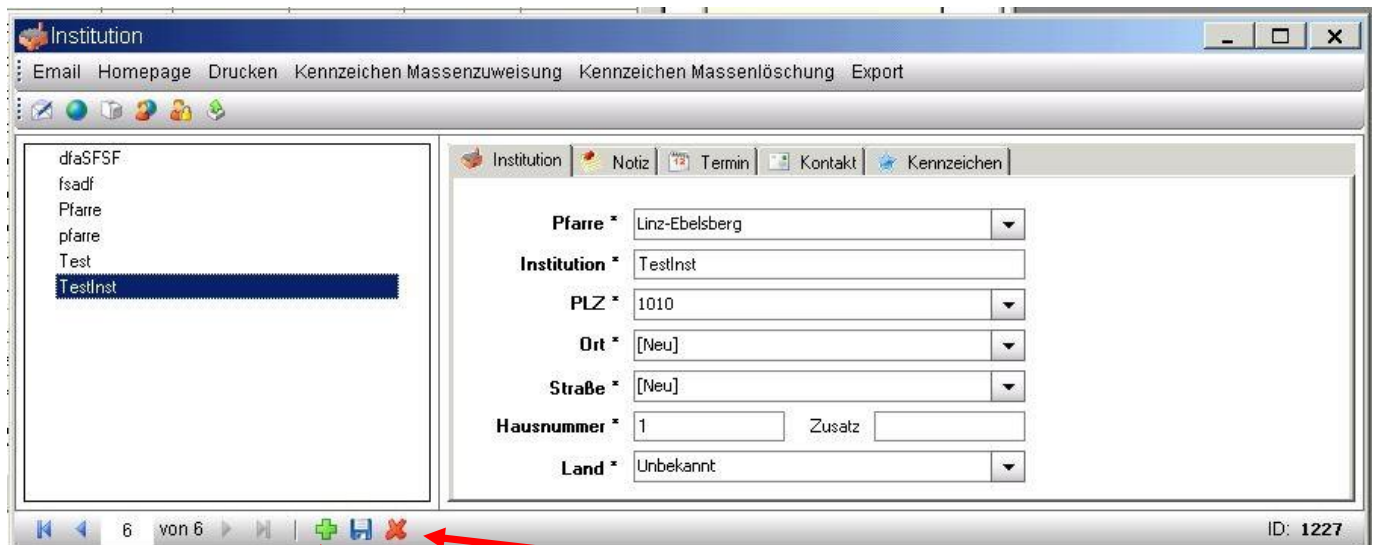 Institution
Email Homepage Drucken Kennzeichen Massenzuweisung Kennzeichen Massenlöschung Export
dfaSFSF
fsadf
Pfarre
pfarre
Test
TestInst
Institution Notiz 12 Termin Kontakt Kennzeichen
Pfarre * Linz-Ebelsberg
Institution * TestInst
PLZ * 1010
Ort * [Neu]
Straße * [Neu]
Hausnummer * 1 Zusatz
Land * Unbekannt
6 von 6 ID: 1227